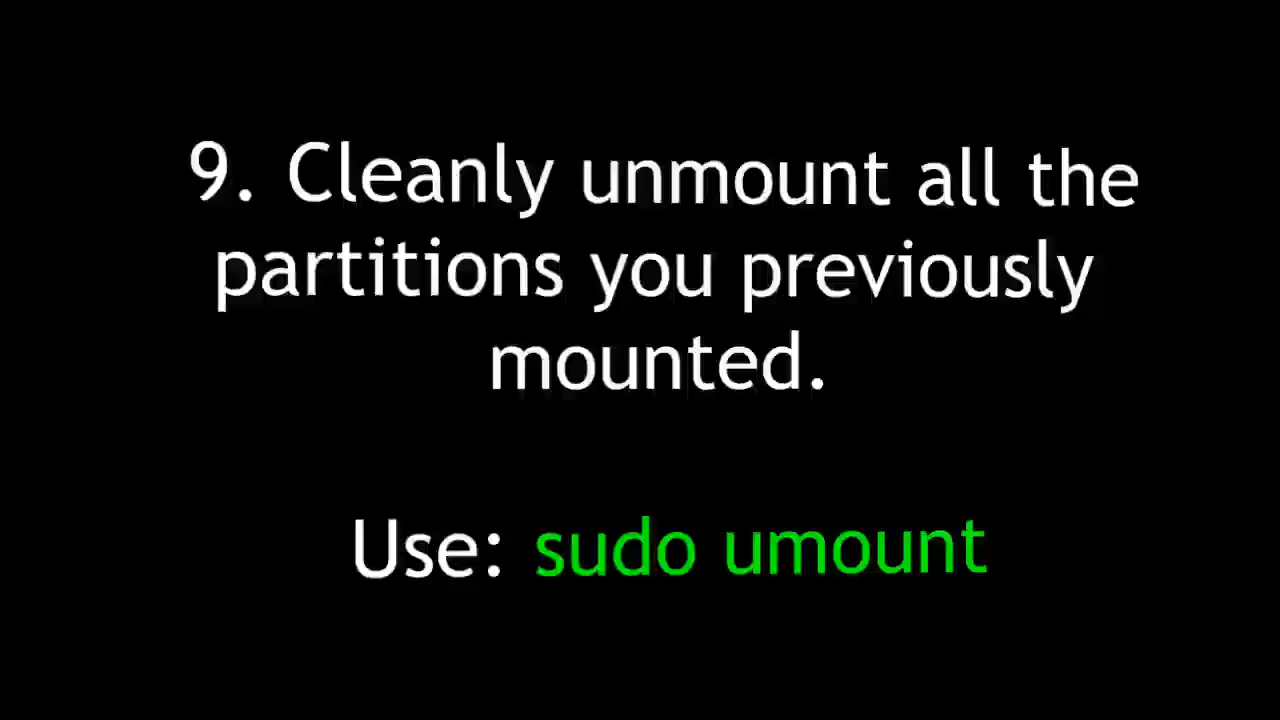 9. Cleanly unmount all the
partitions you previously
mounted.
Use: sudo umount